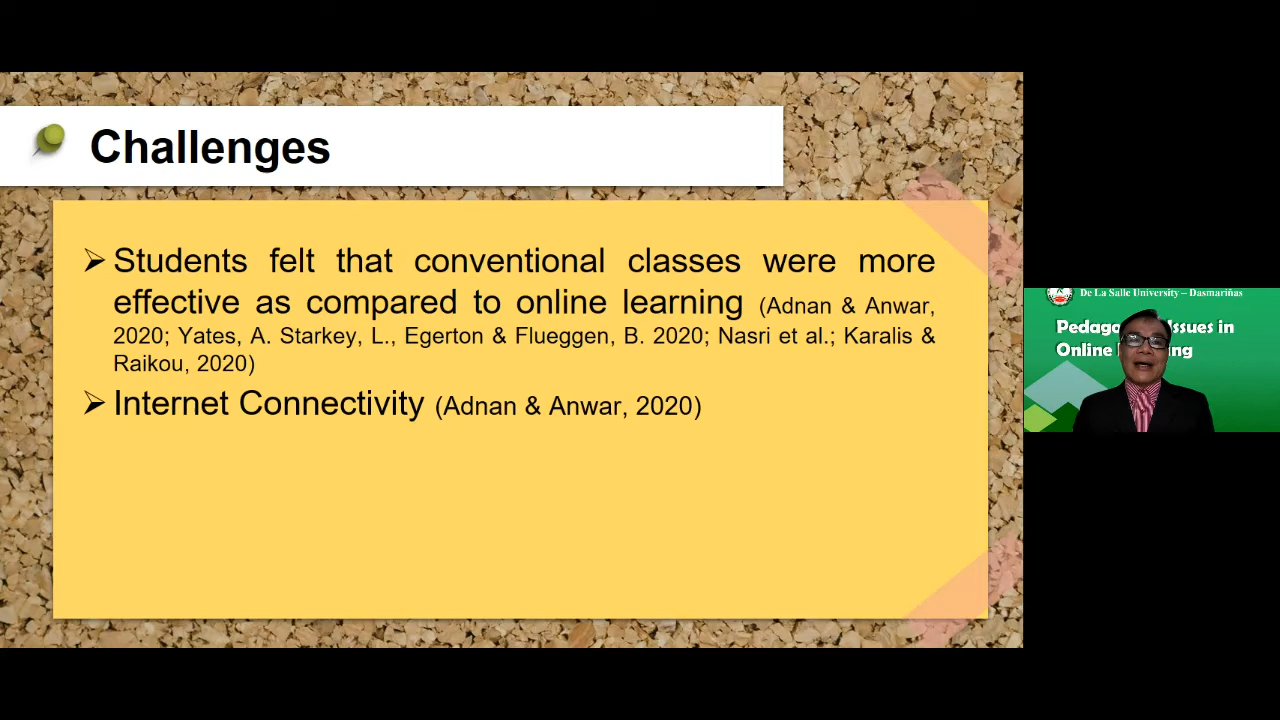 Challenges
➢ Students felt that conventional classes were more
effective as compared to online learning (Adnan & Anwar,
2020; Yates, A. Starkey, L., Egerton & Flueggen, B. 2020; Nasri et al.; Karalis &
Raikou, 2020)
➢ Internet Connectivity (Adnan & Anwar, 2020)
De La Salle University – Dasmariñas
Issues in
Online